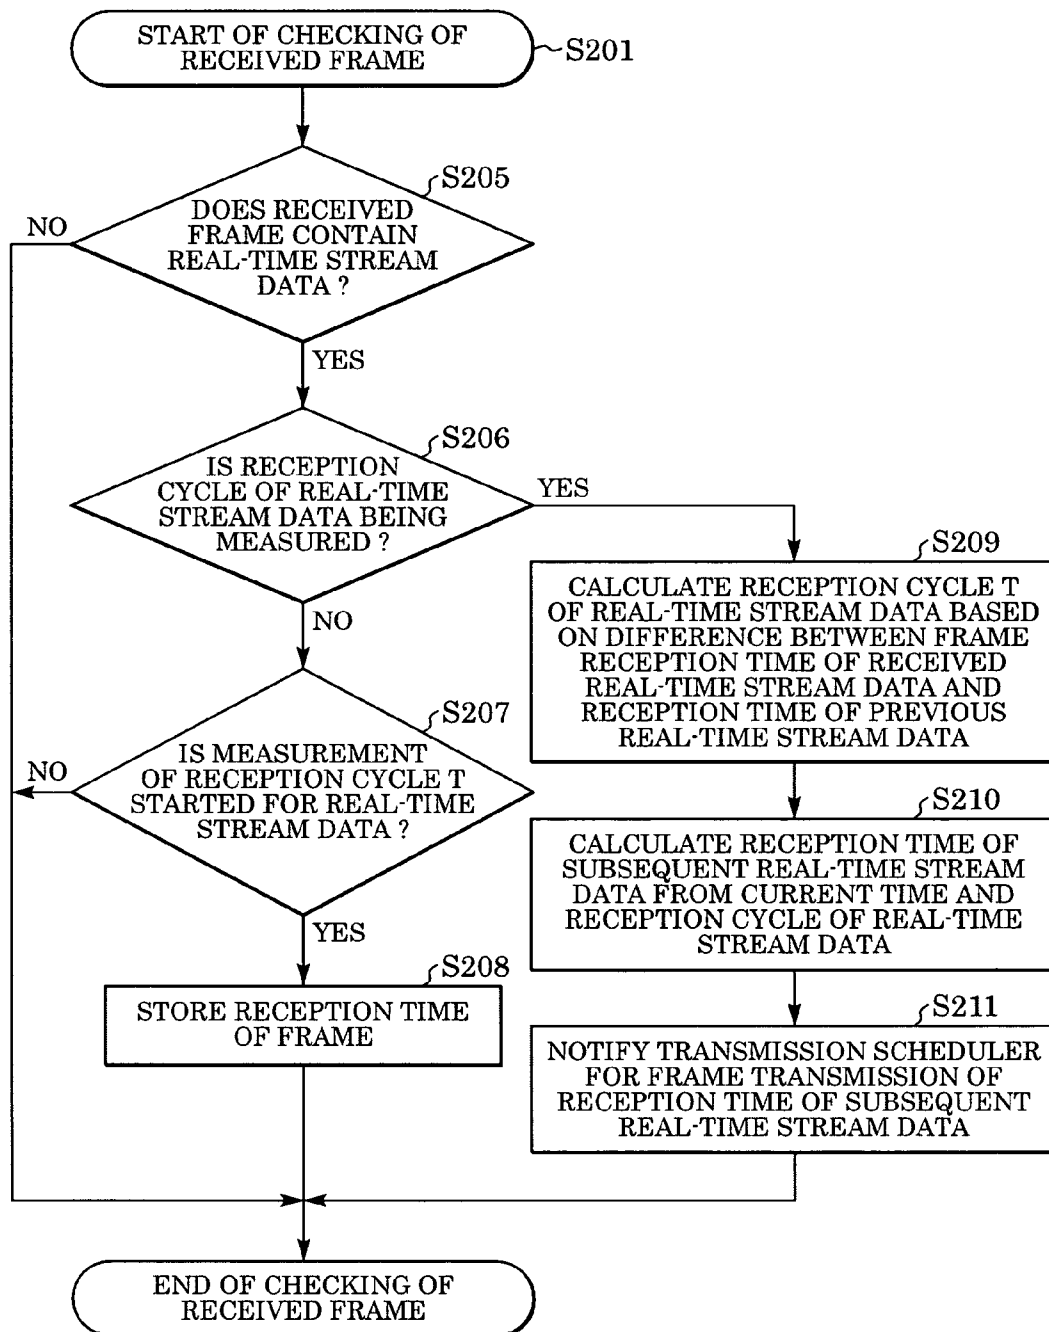 START OF CHECKING OF
RECEIVED FRAME
S201
S205
NO
DOES RECEIVED
FRAME CONTAIN
REAL-TIME STREAM
DATA ?
YES
S206
IS RECEPTION
CYCLE OF REAL-TIME
STREAM DATA BEING
MEASURED ?
YES
NO
S207
NO
IS MEASUREMENT
OF RECEPTION CYCLE T
STARTED FOR REAL-TIME
STREAM DATA ?
YES
S208
STORE RECEPTION TIME
OF FRAME
S209
CALCULATE RECEPTION CYCLE T
OF REAL-TIME STREAM DATA BASED
ON DIFFERENCE BETWEEN FRAME
RECEPTION TIME OF RECEIVED
REAL-TIME STREAM DATA AND
RECEPTION TIME OF PREVIOUS
REAL-TIME STREAM DATA
S210
CALCULATE RECEPTION TIME OF
SUBSEQUENT REAL-TIME STREAM
DATA FROM CURRENT TIME AND
RECEPTION CYCLE OF REAL-TIME
STREAM DATA
S211
NOTIFY TRANSMISSION SCHEDULER
FOR FRAME TRANSMISSION OF
RECEPTION TIME OF SUBSEQUENT
REAL-TIME STREAM DATA
END OF CHECKING OF
RECEIVED FRAME